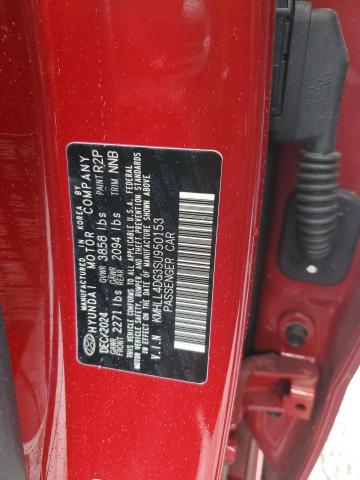 MANUFACTURED IN KOREA BY
HYUNDAI MOTOR COMPANY
DEC/2024 GVWR 3858 lbs PAINT R2P
GAWR FRONT 2271 lbs GAWR REAR 2094 lbs TRIM NNB
THIS VEHICLE CONFORMS TO ALL APPLICABLE U.S.A. FEDERAL
MOTOR VEHICLE SAFETY, BUMPER, AND THEFT PREVENTION
STANDARDS IN EFFECT ON THE DATE OF MANUFACTURE SHOWN ABOVE.
V.I.N KMHLL4DG3SU950153
PASSENGER CAR